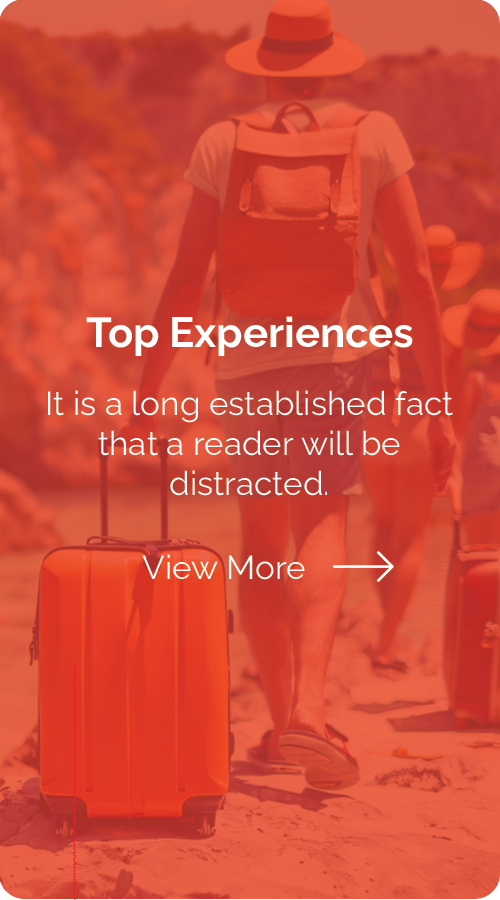 Top Experiences
It is a long established fact
that a reader will be
distracted.
View More